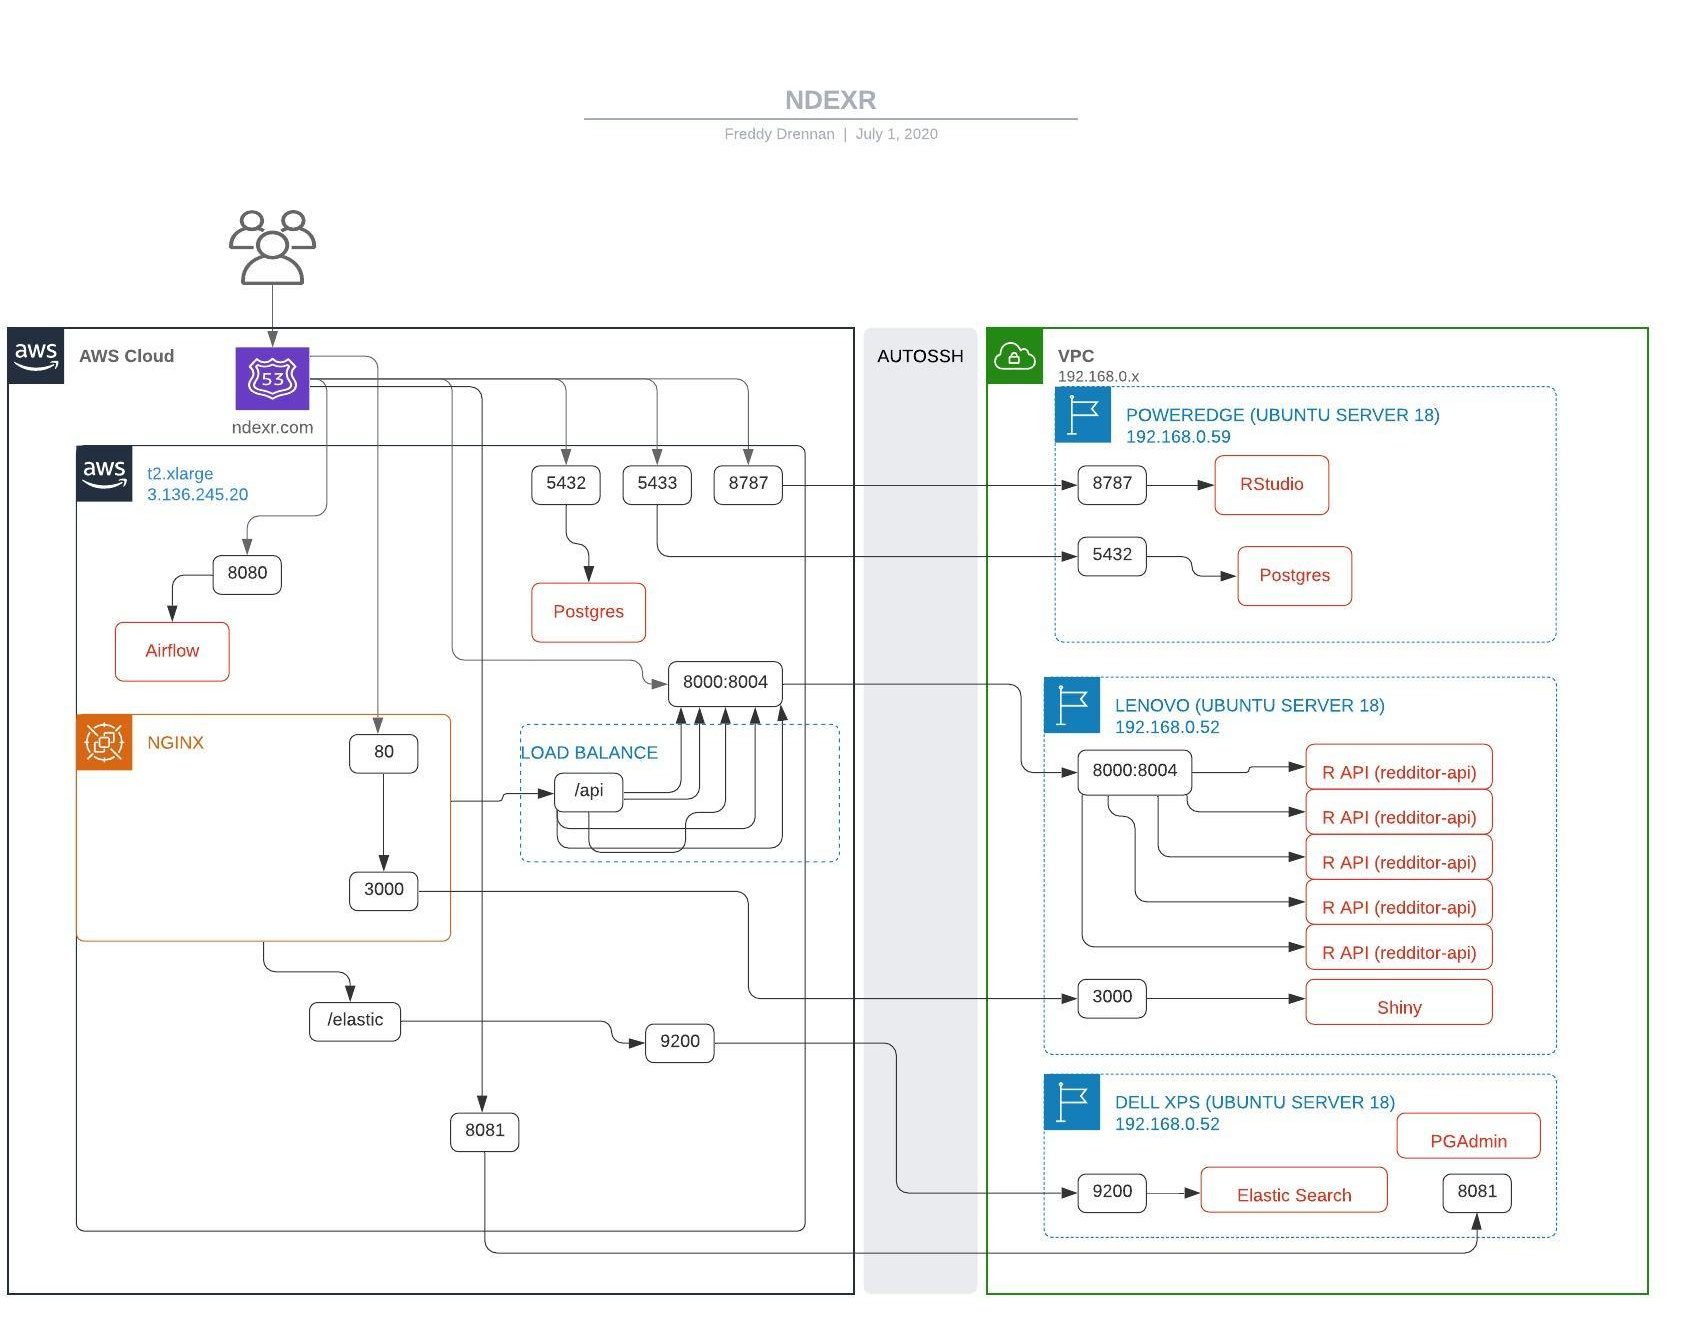 NDEXR
Freddy Drennan | July 1, 2020
aws
AWS Cloud
53
ndexr.com
AUTOSSH
VPC
192.168.0.x
aws
t2.xlarge
3.136.245.20
5432
5433
8787
8080
Airflow
Postgres
8000:8004
NGINX
80
3000
LOAD BALANCE
/api
/elastic
9200
8081
POWEREDGE (UBUNTU SERVER 18)
192.168.0.59
8787
RStudio
5432
Postgres
LENOVO (UBUNTU SERVER 18)
192.168.0.52
8000:8004
R API (redditor-api)
R API (redditor-api)
R API (redditor-api)
R API (redditor-api)
R API (redditor-api)
3000
Shiny
DELL XPS (UBUNTU SERVER 18)
192.168.0.52
PGAdmin
9200
Elastic Search
8081